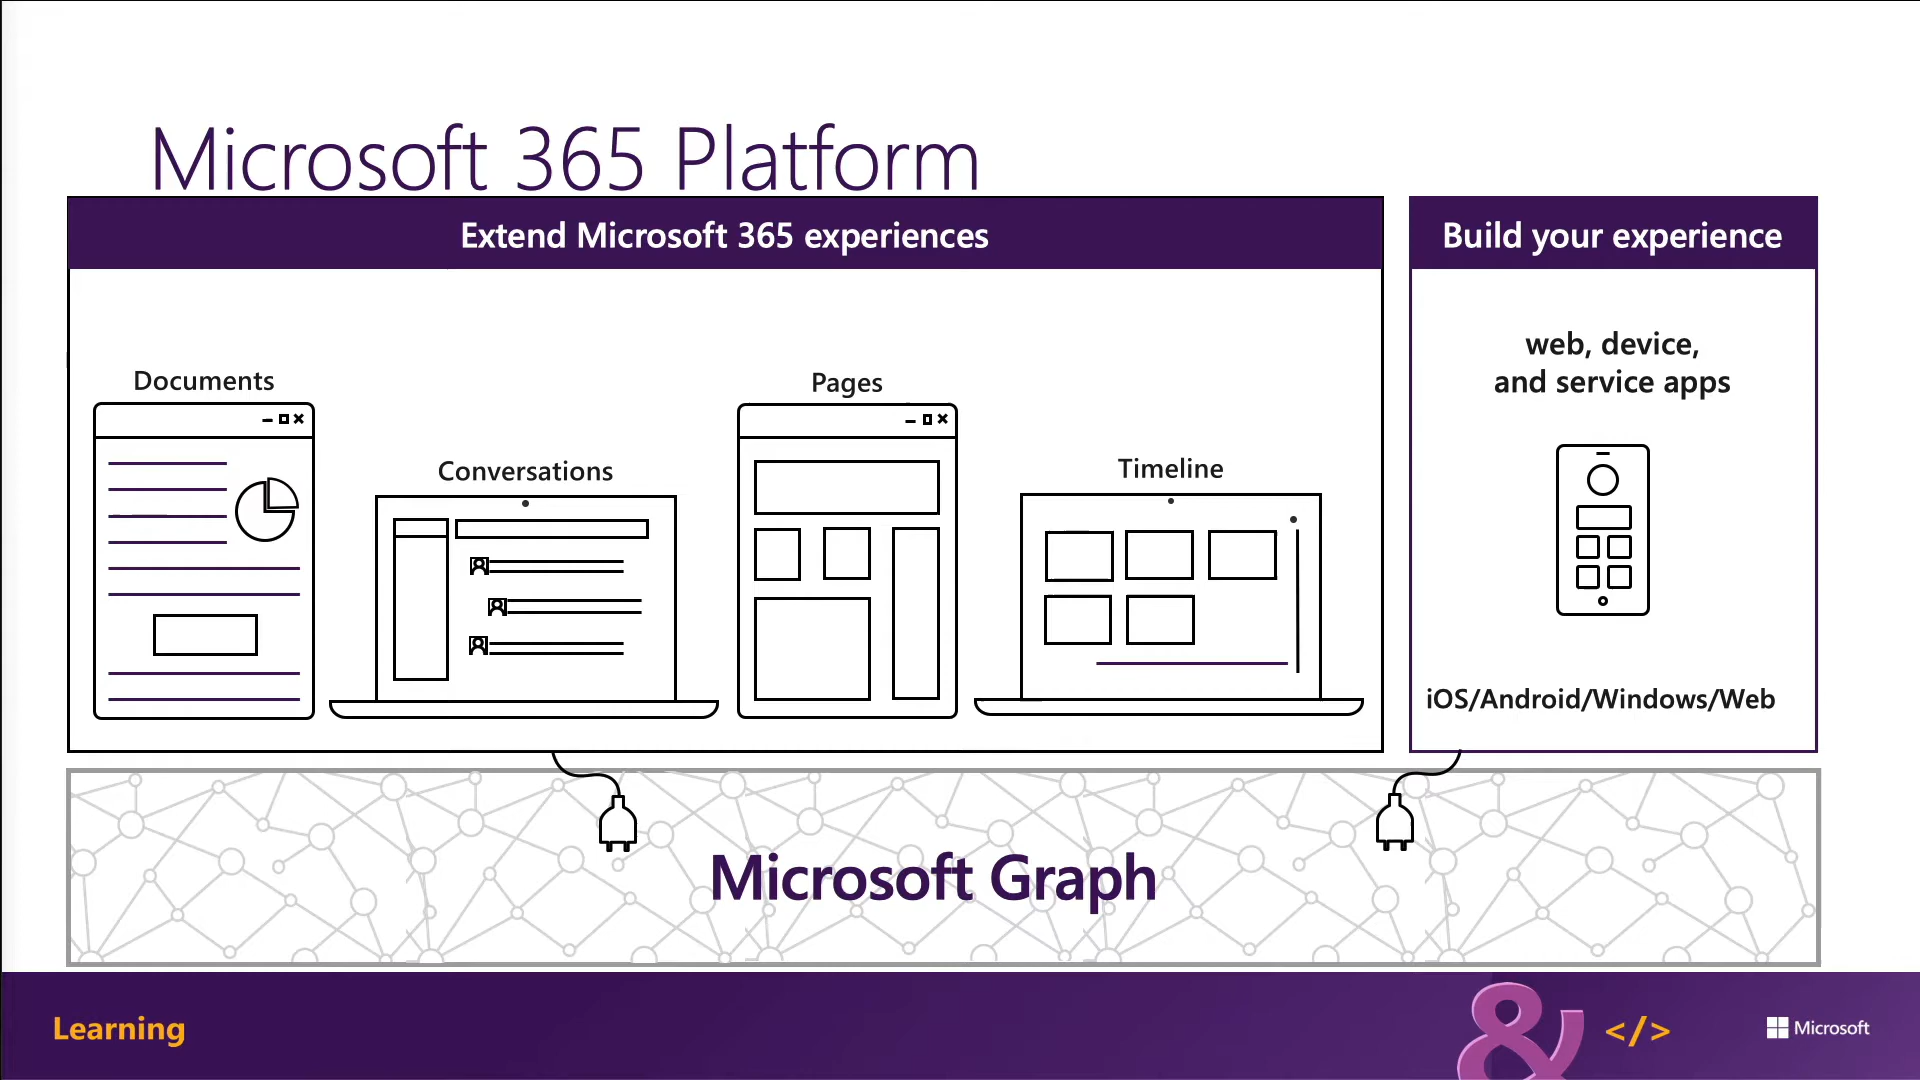 Microsoft 365 Platform
Extend Microsoft 365 experiences
Build your experience
Documents
Conversations
Pages
Timeline
web, device,
and service apps
iOS/Android/Windows/Web
Microsoft Graph
Learning
& </>
Microsoft